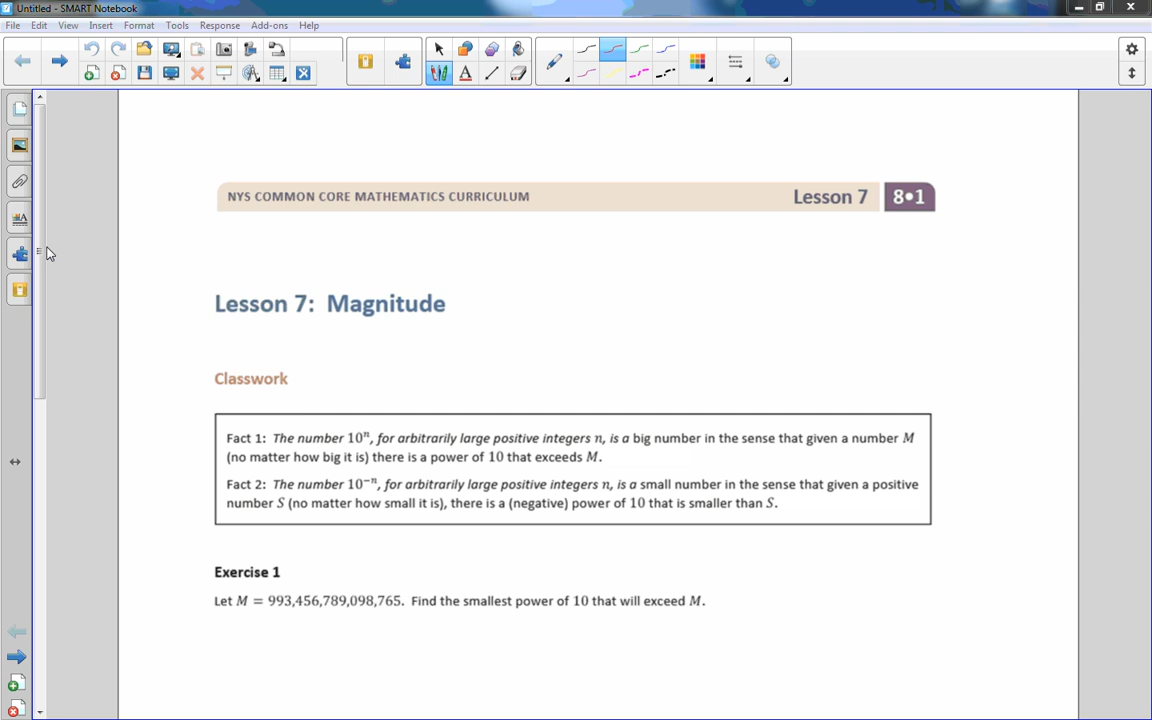 Untitled - SMART Notebook
File Edit View Insert Format Tools Response Add-ons Help
NYS COMMON CORE MATHEMATICS CURRICULUM Lesson 7 8•1
Lesson 7: Magnitude
Classwork
Fact 1: The number 10ⁿ, for arbitrarily large positive integers n, is a big number in the sense that given a number M
(no matter how big it is) there is a power of 10 that exceeds M.
Fact 2: The number 10⁻ⁿ, for arbitrarily large positive integers n, is a small number in the sense that given a positive
number S (no matter how small it is), there is a (negative) power of 10 that is smaller than S.
Exercise 1
Let M = 993,456,789,098,765. Find the smallest power of 10 that will exceed M.